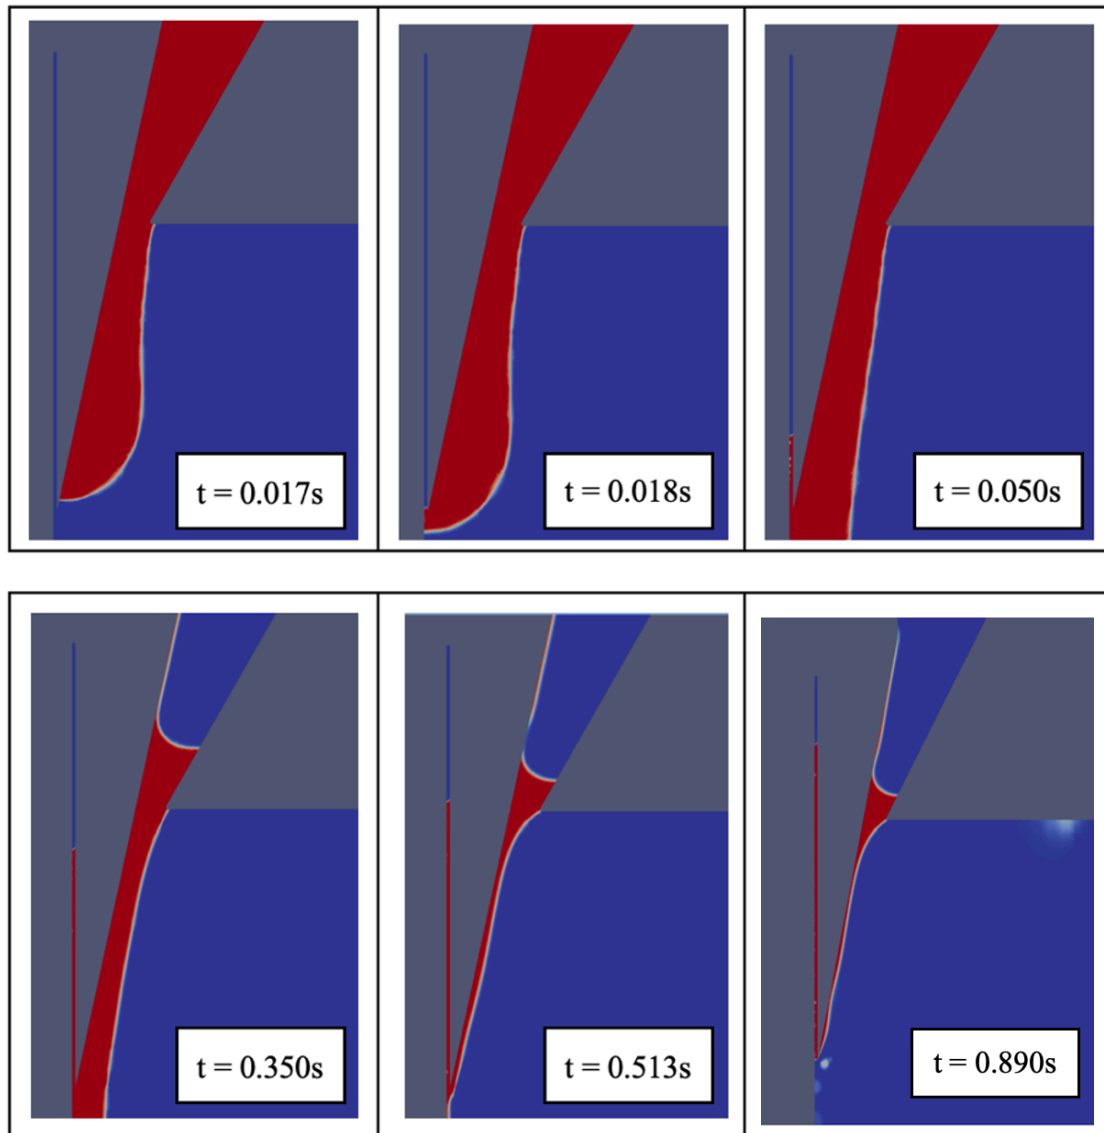 t = 0.017s
t = 0.018s
t = 0.050s
t = 0.350s
t = 0.513s
t = 0.890s